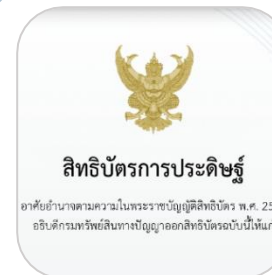 สิทธิบัตรการประดิษฐ์
อาศัยอำนาจตามความในพระราชบัญญัติสิทธิบัตร พ.ศ. 25
อธิบดีกรมทรัพย์สินทางปัญญาออกสิทธิบัตรฉบับนี้ให้แก่